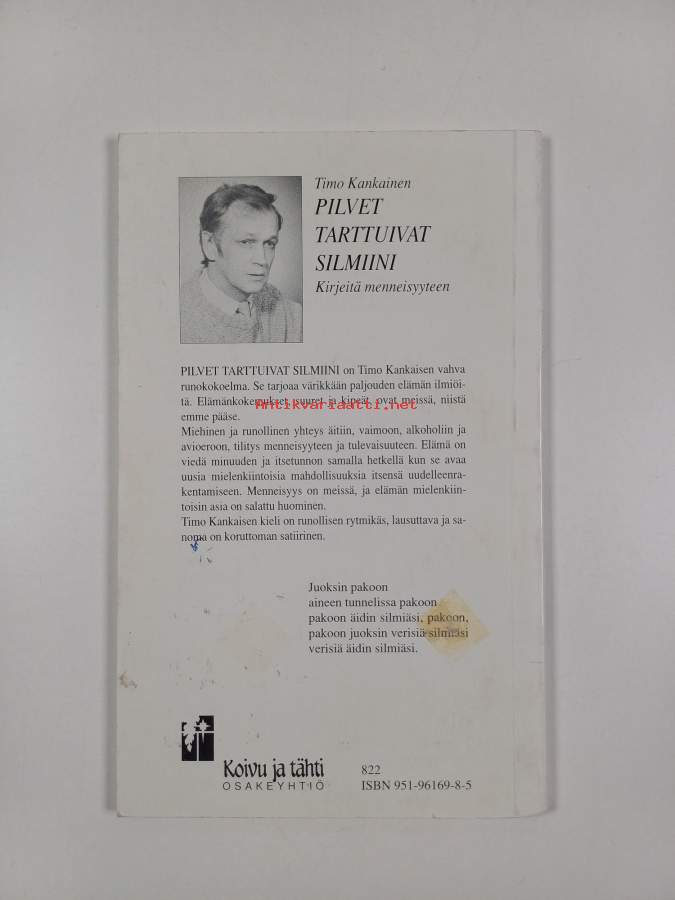 Timo Kankainen
PILVET
TARTTUIVAT
SILMIINI
Kirjeitä menneisyyteen
PILVET TARTTUIVAT SILMIINI on Timo Kankaisen vahva
runokokoelma. Se tarjoaa värikkään paljouden elämän ilmiöi-
tä. Elämänkokemukset, suuret ja kipeät, ovat meissä, niistä
Antikvariaatti.net
emme pääse.
Miehinen ja runollinen yhteys äitiin, vaimoon, alkoholiin ja
avioeroon, tilitys menneisyyteen ja tulevaisuuteen. Elämä on
viedä minuuden ja itsetunnon samalla hetkellä kun se avaa
uusia mielenkiintoisia mahdollisuuksia itsensä uudelleenra-
kentamiseen. Menneisyys on meissä, ja elämän mielenkiin-
toisin asia on salattu huominen.
Timo Kankaisen kieli on runollisen rytmikäs, lausuttava ja sa-
noma on koruttoman satiirinen.
Juoksin pakoon
aineen tunnelissa pakoon
pakoon äidin silmiäsi, pakoon,
pakoon juoksin verisiä silmiäsi
verisiä äidin silmiäsi.
Koivu ja tähti
OSAKEYHTIÖ
822
ISBN 951-96169-8-5